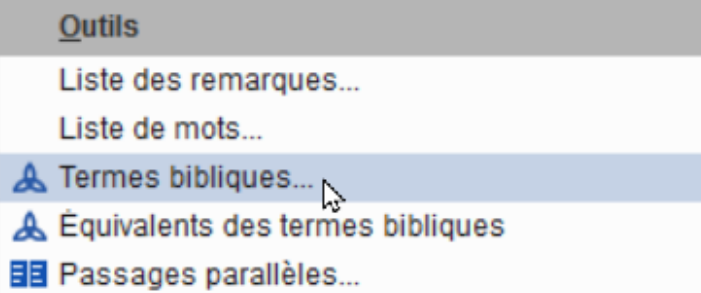 Outils
Liste des remarques...
Liste de mots...
Termes bibliques...
Équivalents des termes bibliques
Passages parallèles...